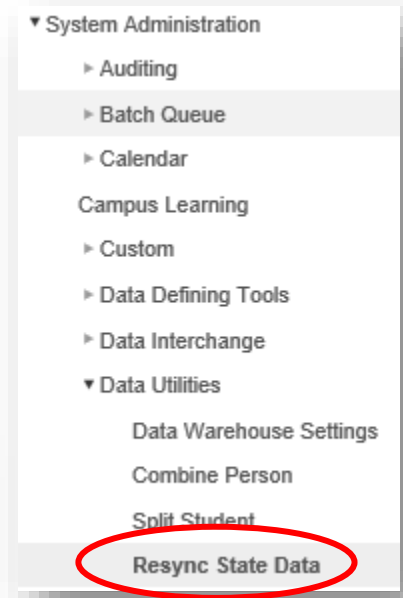 System Administration
Auditing
Batch Queue
Calendar
Campus Learning
Custom
Data Defining Tools
Data Interchange
Data Utilities
Data Warehouse Settings
Combine Person
Split Student
Resync State Data